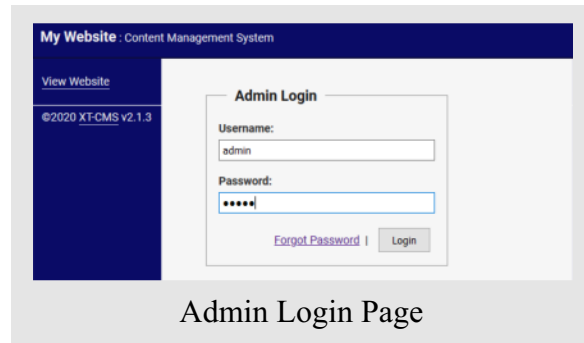 My Website : Content Management System
View Website
©2020 XT-CMS v2.1.3
Admin Login
Username:
admin
Password:
•••••
Forgot Password | Login
Admin Login Page